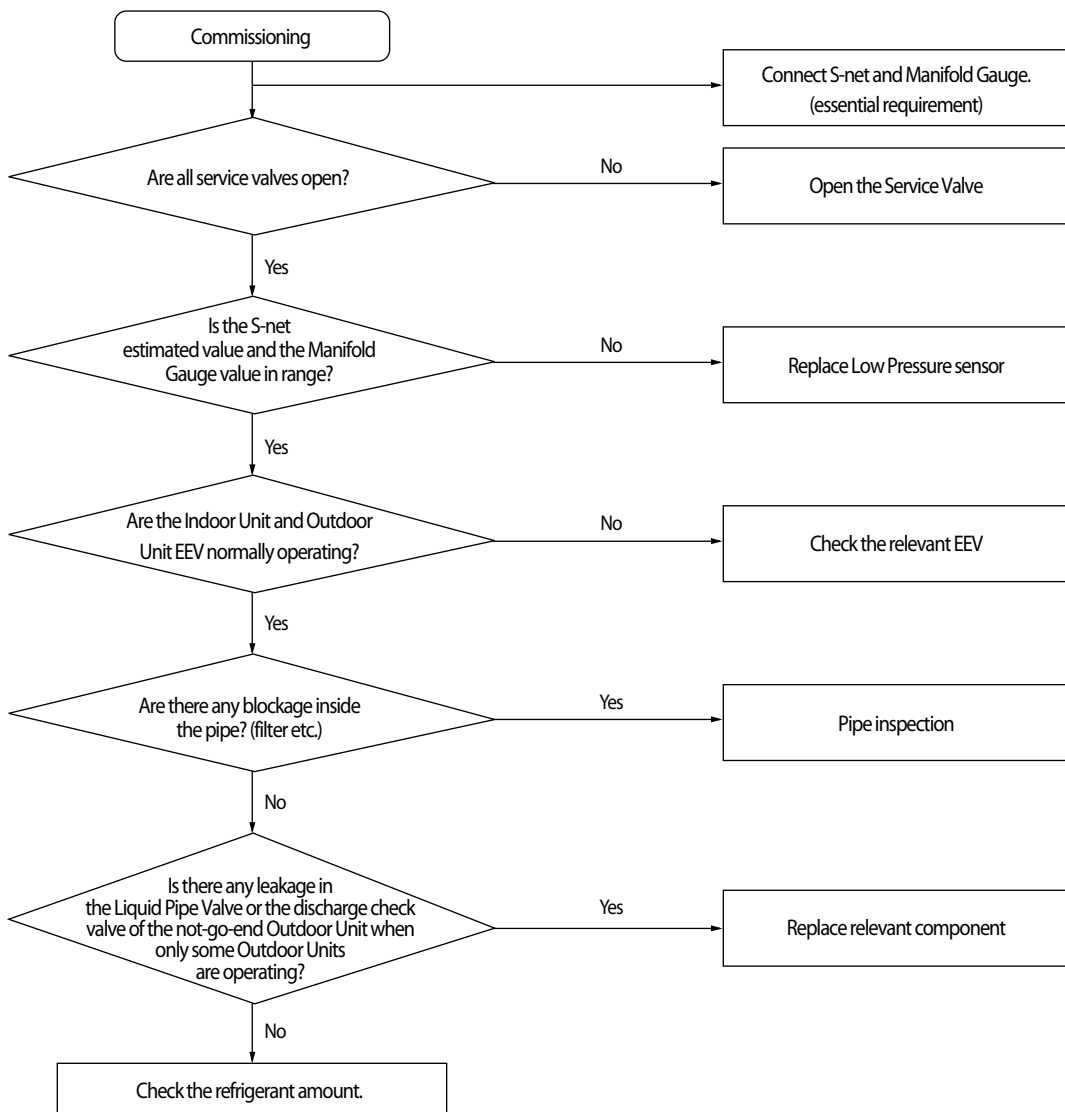 Commissioning
Connect S-net and Manifold Gauge.
(essential requirement)
Are all service valves open?
No
Open the Service Valve
Yes
Is the S-net
estimated value and the Manifold
Gauge value in range?
No
Replace Low Pressure sensor
Yes
Are the Indoor Unit and Outdoor
Unit EEV normally operating?
No
Check the relevant EEV
Yes
Are there any blockage inside
the pipe? (filter etc.)
Yes
Pipe inspection
No
Is there any leakage in
the Liquid Pipe Valve or the discharge check
valve of the not-go-end Outdoor Unit when
only some Outdoor Units
are operating?
Yes
Replace relevant component
No
Check the refrigerant amount.